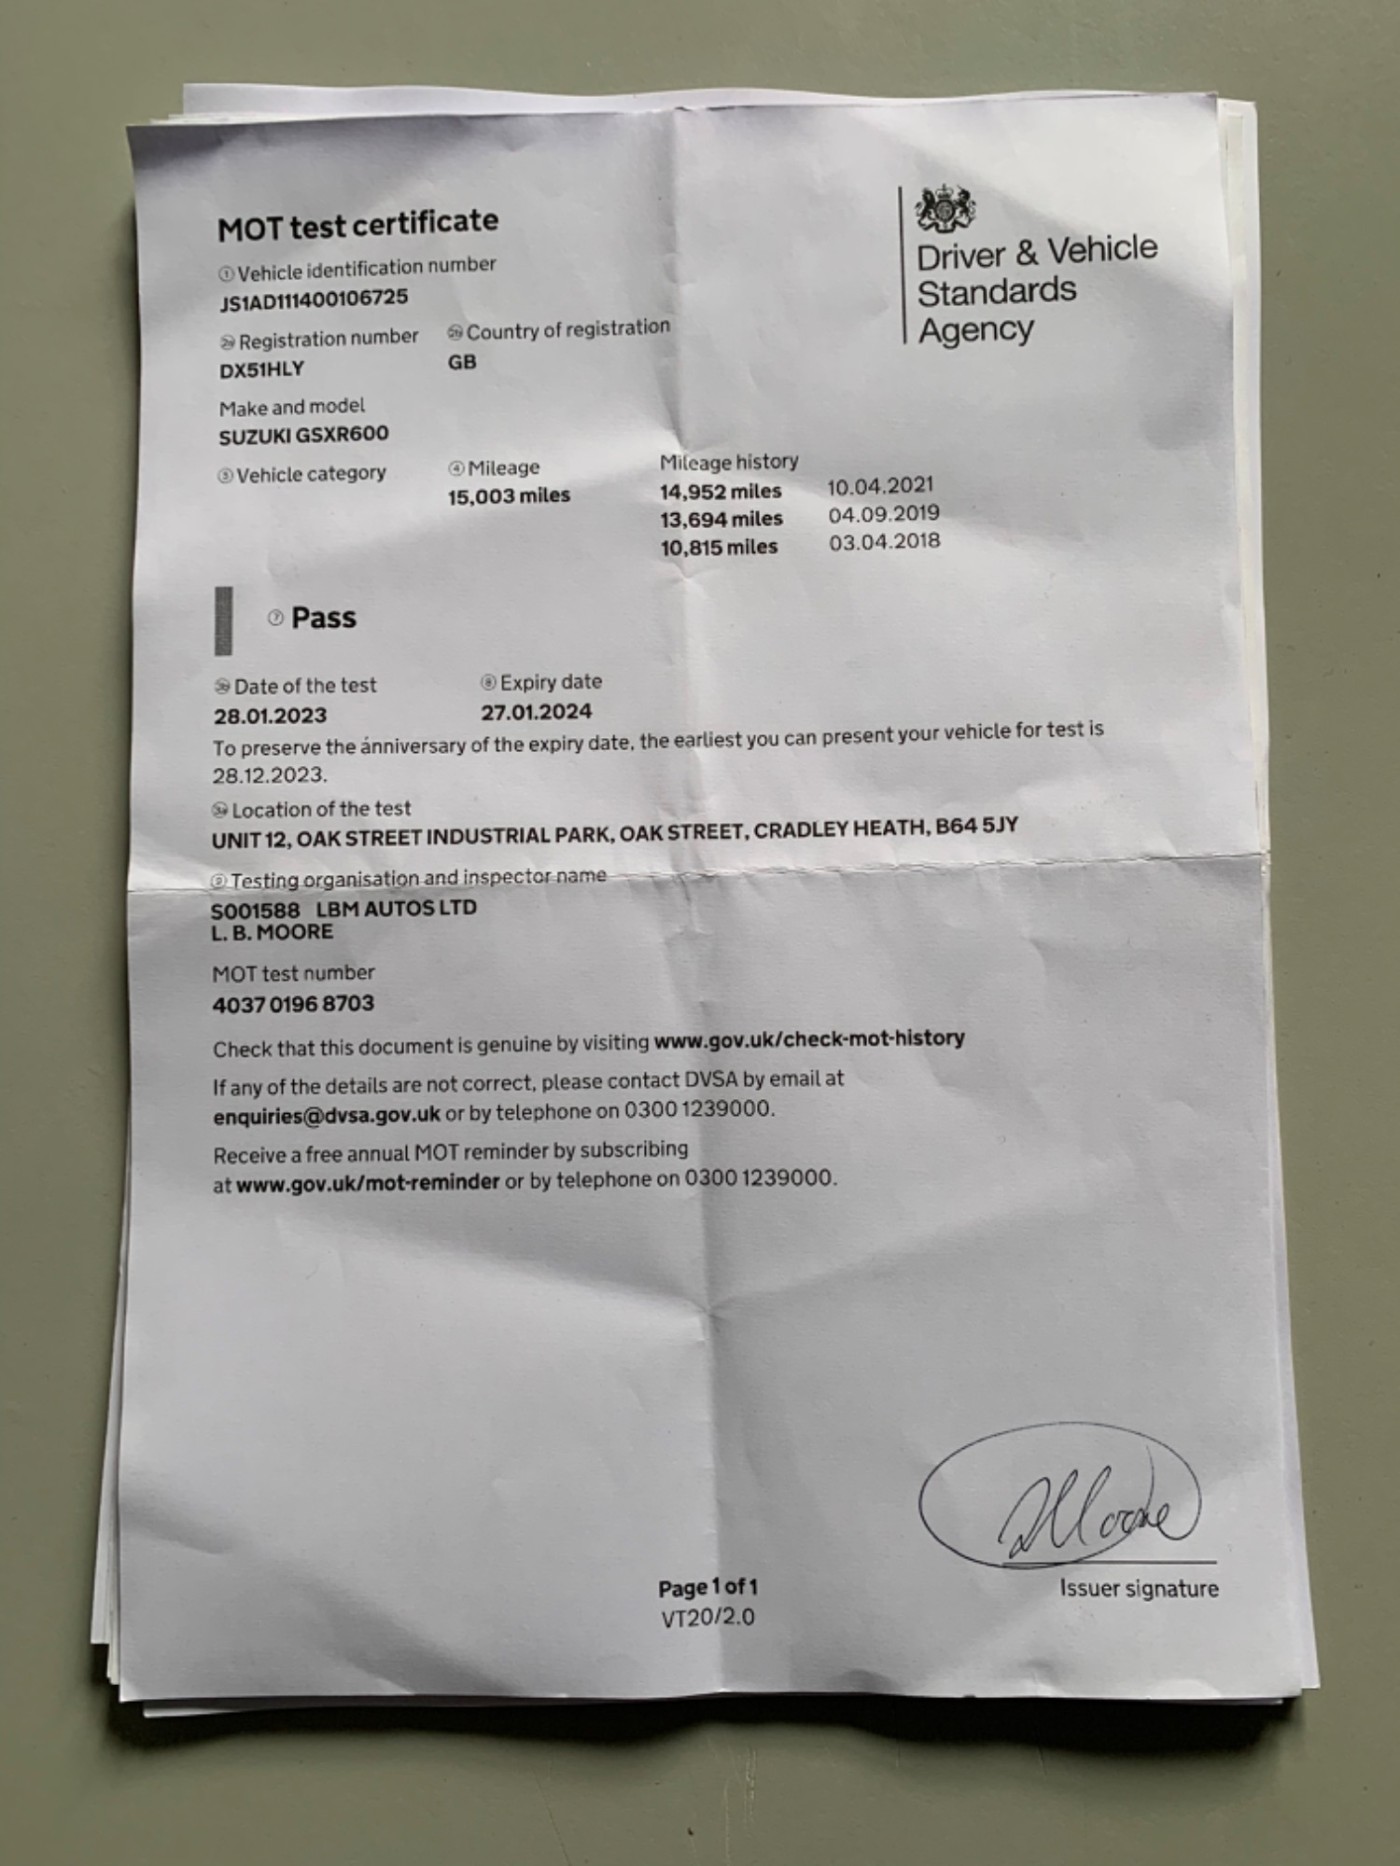 MOT test certificate
① Vehicle identification number
JS1AD111400106725
Registration number Country of registration
DX51HLY GB
Make and model
SUZUKI GSXR600
③ Vehicle category ④ Mileage Mileage history
15,003 miles 14,952 miles 10.04.2021
13,694 miles 04.09.2019
10,815 miles 03.04.2018
Driver & Vehicle
Standards
Agency
⑦ Pass
Date of the test ⑧ Expiry date
28.01.2023 27.01.2024
To preserve the anniversary of the expiry date, the earliest you can present your vehicle for test is
28.12.2023.
Location of the test
UNIT 12, OAK STREET INDUSTRIAL PARK, OAK STREET, CRADLEY HEATH, B64 5JY
⑨ Testing organisation and inspector name
S001588 LBM AUTOS LTD
L. B. MOORE
MOT test number
4037 0196 8703
Check that this document is genuine by visiting www.gov.uk/check-mot-history
If any of the details are not correct, please contact DVSA by email at
enquiries@dvsa.gov.uk or by telephone on 0300 1239000.
Receive a free annual MOT reminder by subscribing
at www.gov.uk/mot-reminder or by telephone on 0300 1239000.
Moore
Issuer signature
Page 1 of 1
VT20/2.0